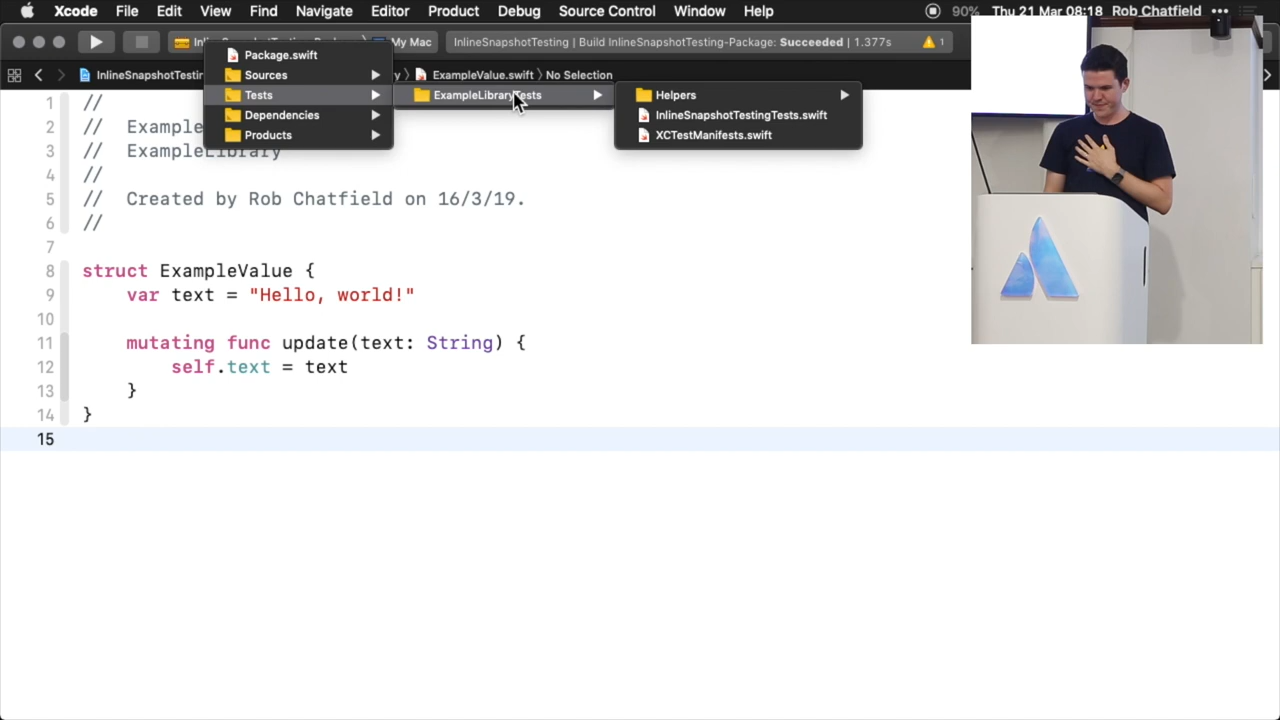 Xcode File Edit View Find Navigate Editor Product Debug Source Control Window Help 90% Thu 21 Mar 08:18 Rob Chatfield
My Mac InlineSnapshotTesting | Build InlineSnapshotTesting-Package: Succeeded | 1.377s 1
InlineSnapshotTestin ExampleValue.swift No Selection
Package.swift
Sources
Tests
Dependencies
Products
ExampleLibraryTests
Helpers
InlineSnapshotTestingTests.swift
XCTestManifests.swift
1 //
2 // Example
3 // ExampleLibrary
4 //
5 // Created by Rob Chatfield on 16/3/19.
6 //
7
8 struct ExampleValue {
9 var text = "Hello, world!"
10
11 mutating func update(text: String) {
12 self.text = text
13 }
14 }
15